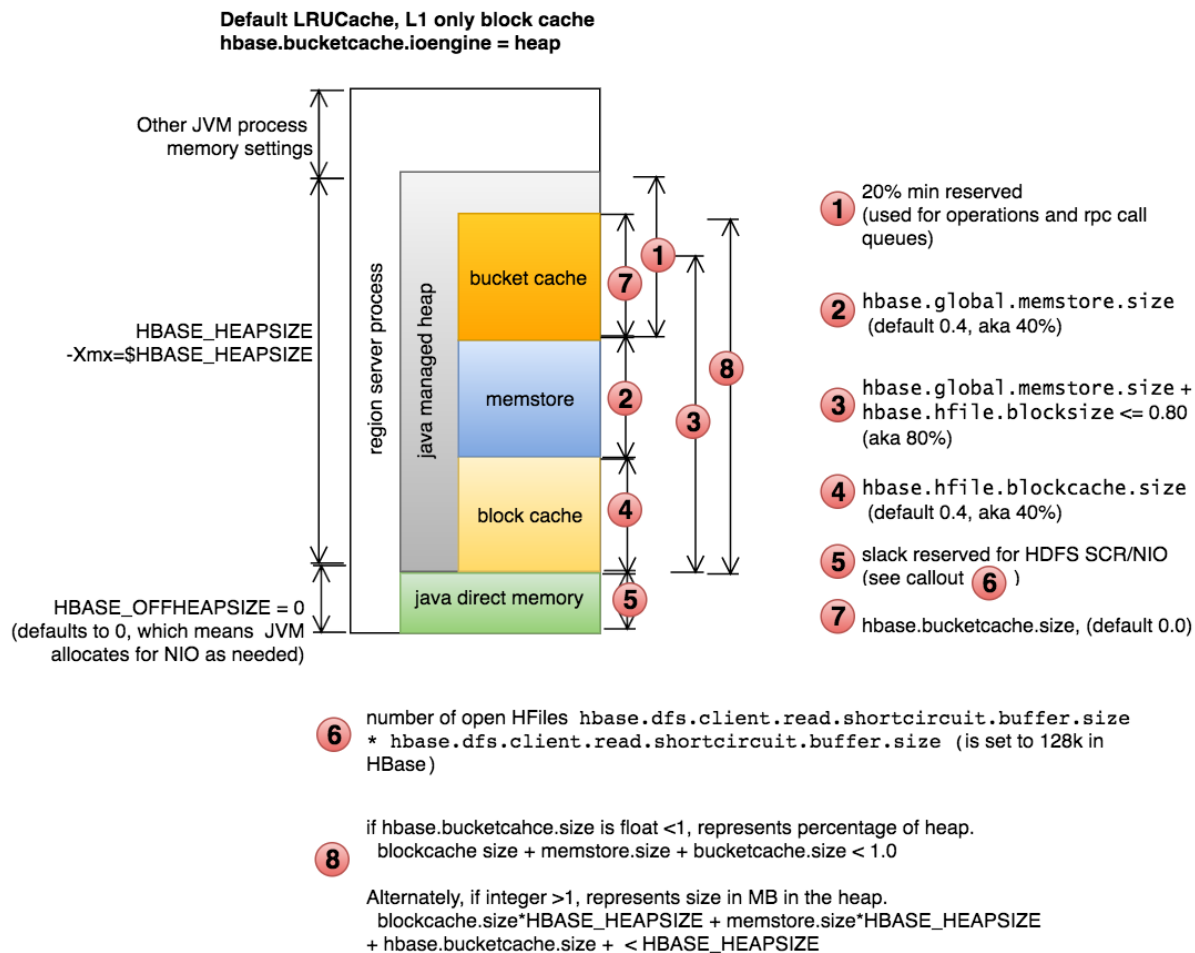 Default LRUCache, L1 only block cache
hbase.bucketcache.ioengine = heap
Other JVM process
memory settings
HBASE_HEAPSIZE
-Xmx=$HBASE_HEAPSIZE
HBASE_OFFHEAPSIZE = 0
(defaults to 0, which means JVM
allocates for NIO as needed)
region server process
java managed heap
bucket cache
memstore
block cache
java direct memory
7
2
4
5
1
3
8
1 20% min reserved
(used for operations and rpc call
queues)
2 hbase.global.memstore.size
(default 0.4, aka 40%)
3 hbase.global.memstore.size +
hbase.hfile.blocksize <= 0.80
(aka 80%)
4 hbase.hfile.blockcache.size
(default 0.4, aka 40%)
5 slack reserved for HDFS SCR/NIO
(see callout 6 )
7 hbase.bucketcache.size, (default 0.0)
6 number of open HFiles hbase.dfs.client.read.shortcircuit.buffer.size
* hbase.dfs.client.read.shortcircuit.buffer.size (is set to 128k in
HBase)
8 if hbase.bucketcahce.size is float <1, represents percentage of heap.
blockcache size + memstore.size + bucketcache.size < 1.0
Alternately, if integer >1, represents size in MB in the heap.
blockcache.size*HBASE_HEAPSIZE + memstore.size*HBASE_HEAPSIZE
+ hbase.bucketcache.size + < HBASE_HEAPSIZE